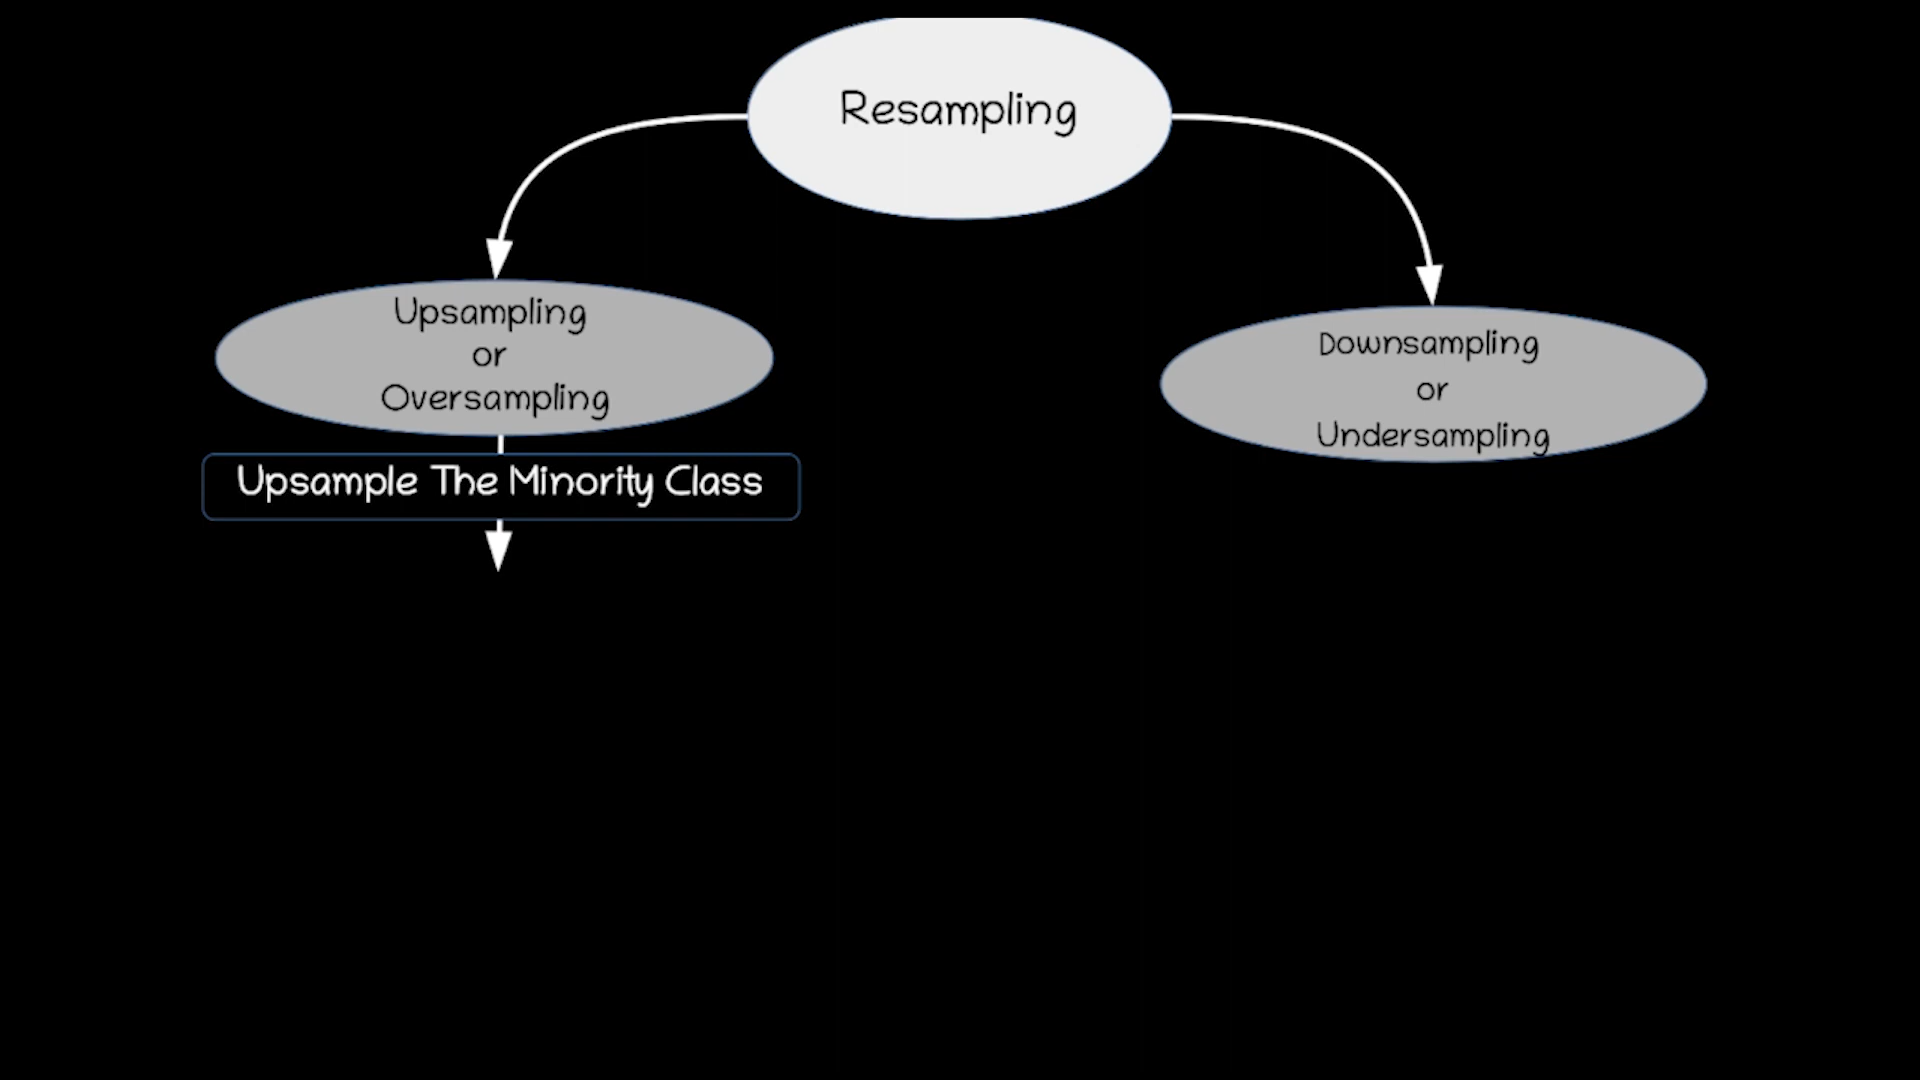 Resampling
Upsampling
or
Oversampling
Downsampling
or
Undersampling
Upsample The Minority Class